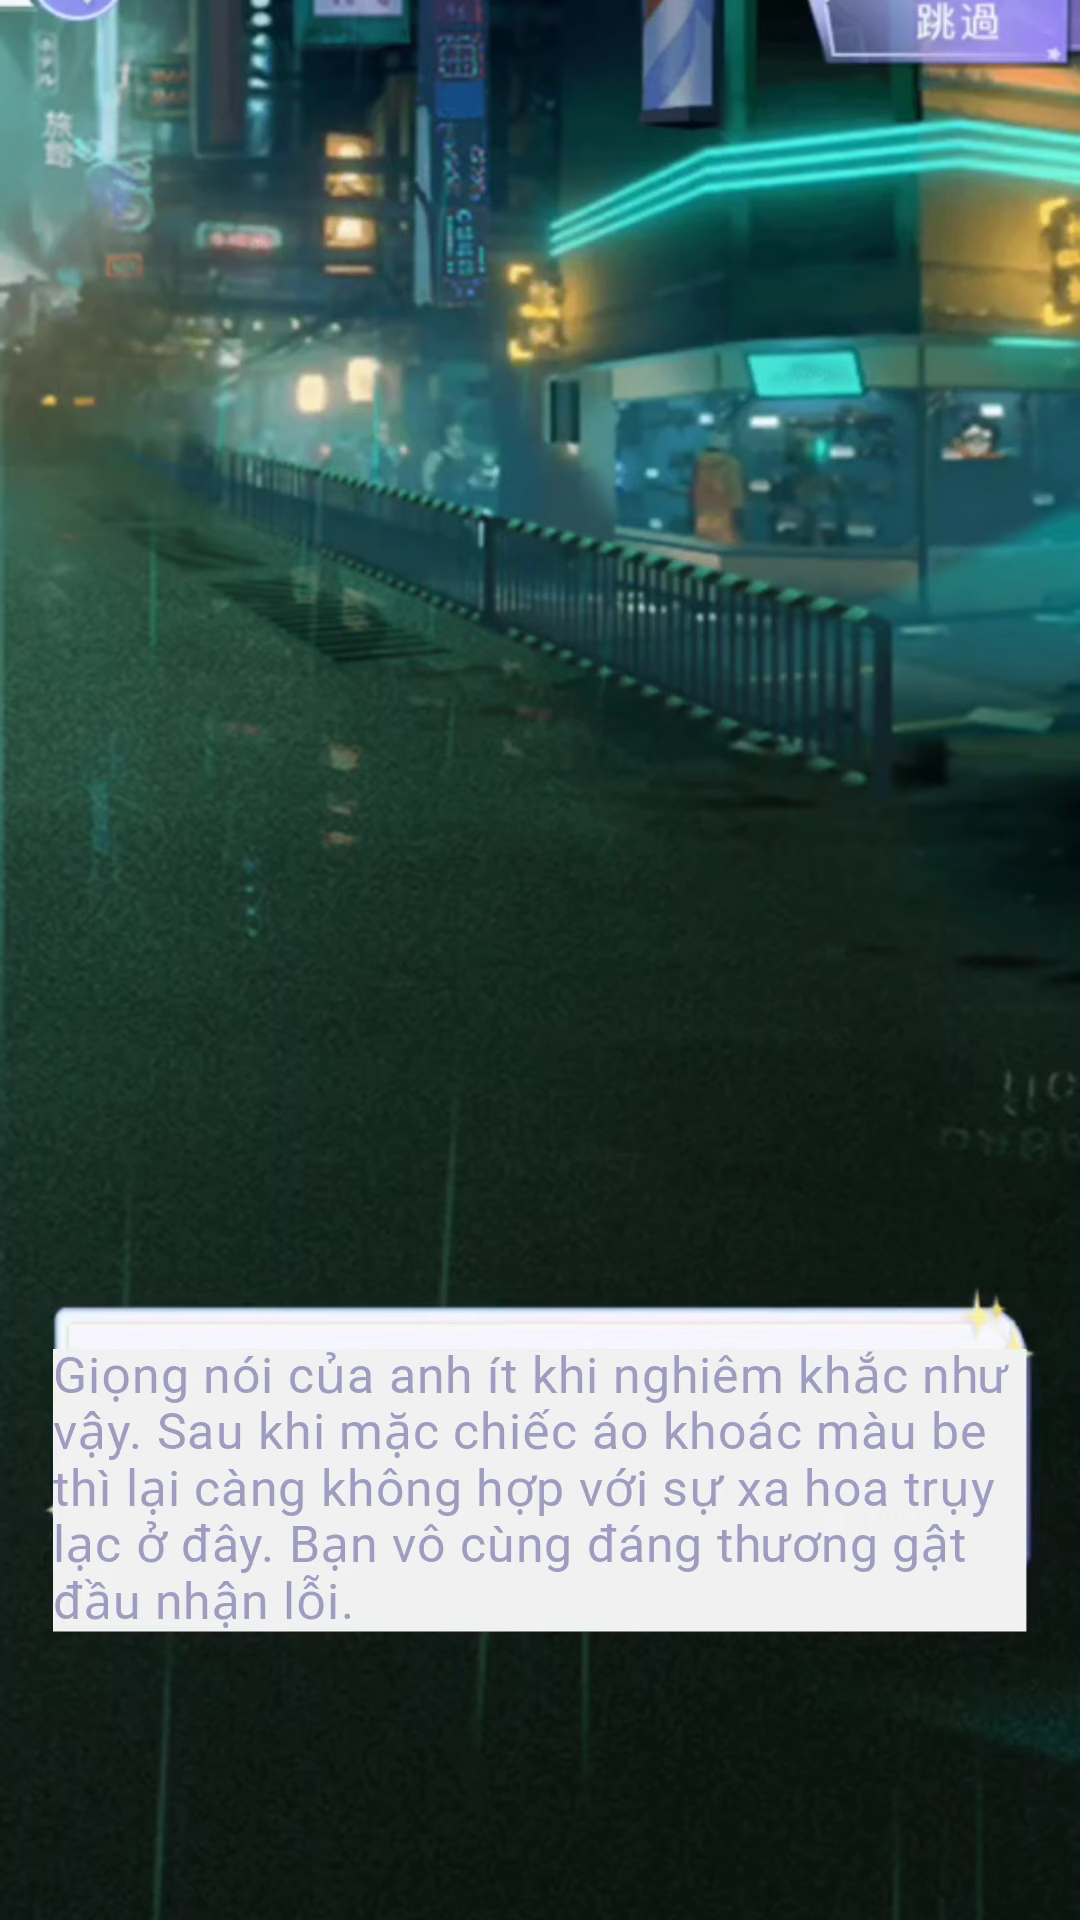 跳過
旅館
Giọng nói của anh ít khi nghiêm khắc như
vậy. Sau khi mặc chiếc áo khoác màu be
thì lại càng không hợp với sự xa hoa trụy
lạc ở đây. Bạn vô cùng đáng thương gật
đầu nhận lỗi.